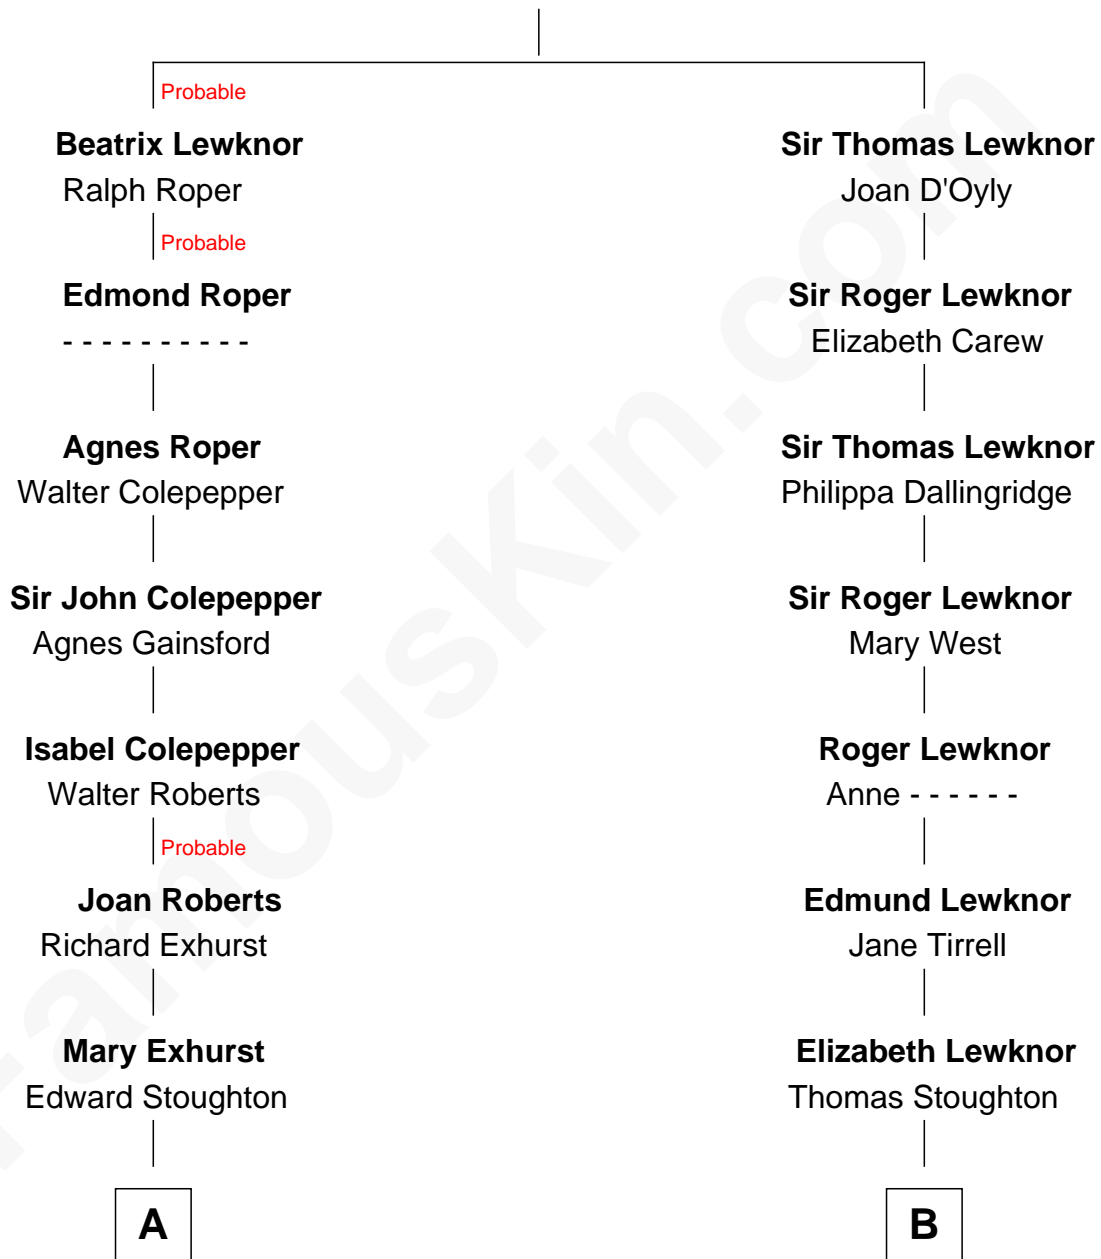 Probable
Beatrix Lewknor
Ralph Roper
Probable
Edmond Roper
- - - - - - - - - -
Agnes Roper
Walter Colepepper
Sir John Colepepper
Agnes Gainsford
Isabel Colepepper
Walter Roberts
Probable
Joan Roberts
Richard Exhurst
Mary Exhurst
Edward Stoughton
A
Sir Thomas Lewknor
Joan D'Oyly
Sir Roger Lewknor
Elizabeth Carew
Sir Thomas Lewknor
Philippa Dallingridge
Sir Roger Lewknor
Mary West
Roger Lewknor
Anne - - - - - -
Edmund Lewknor
Jane Tirrell
Elizabeth Lewknor
Thomas Stoughton
B
FamousKin.com